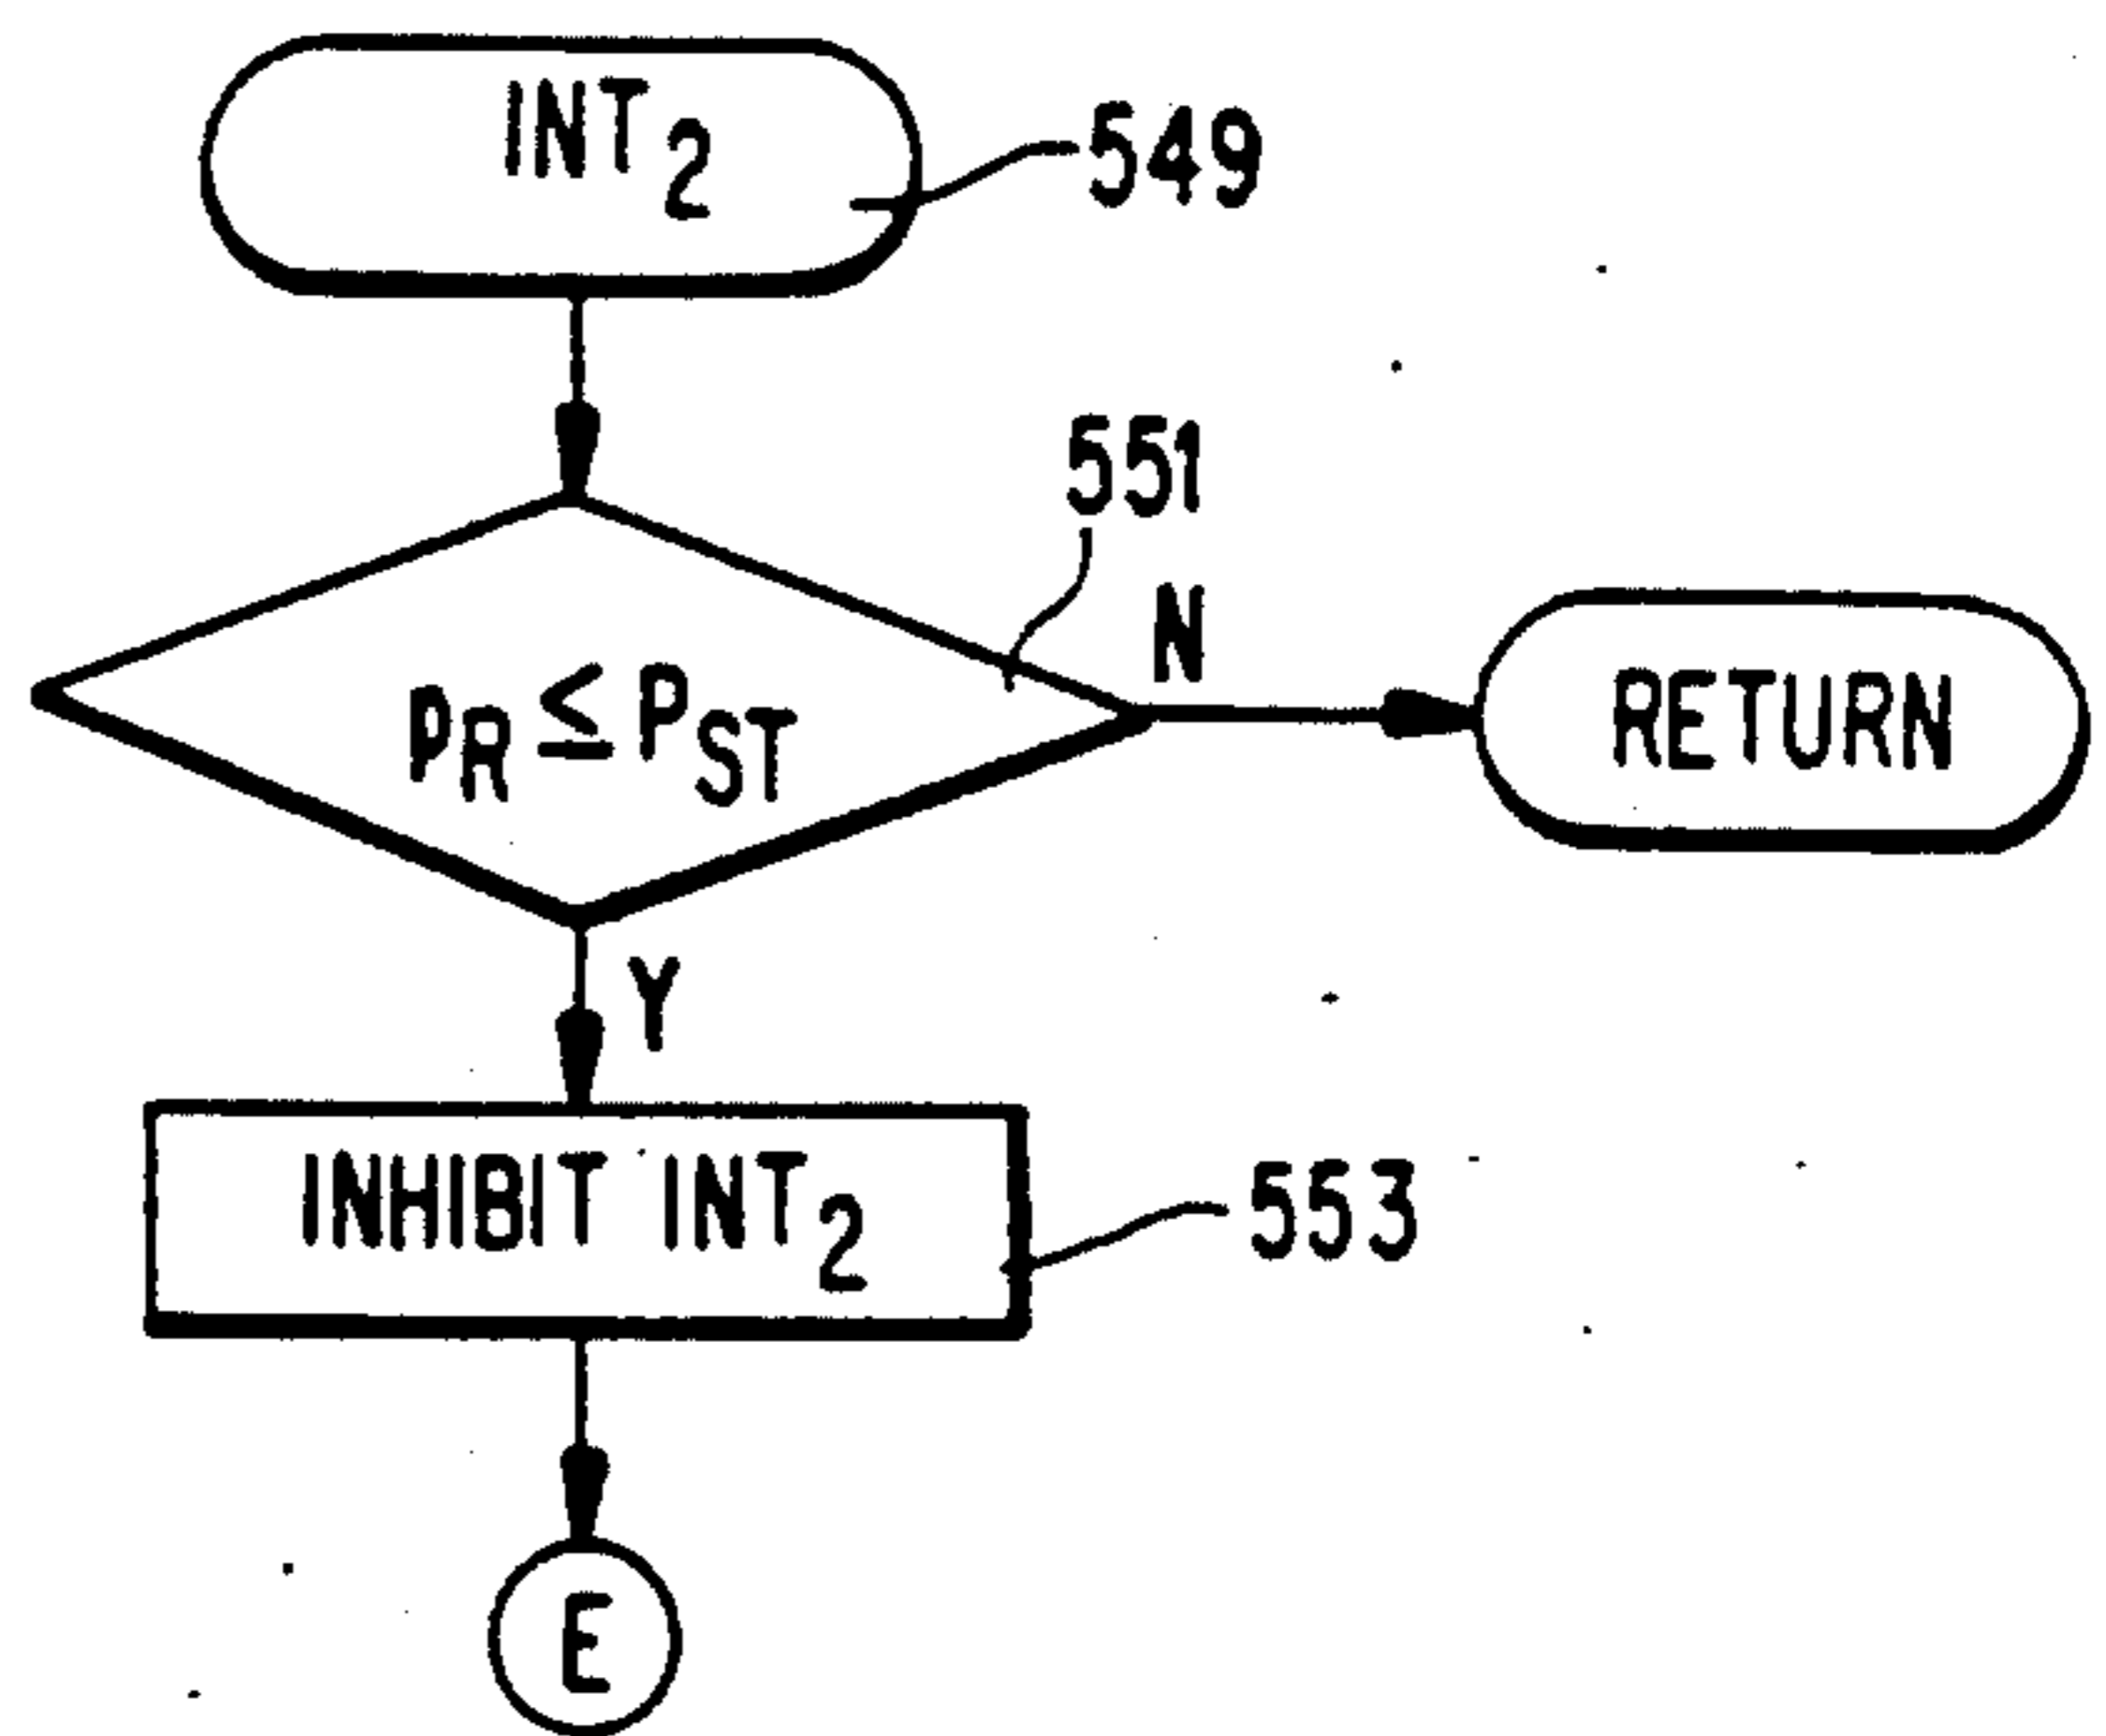 INT₂
549
551
N
pR ≤ PST
RETURN
Y
INHIBIT INT₂
553
E